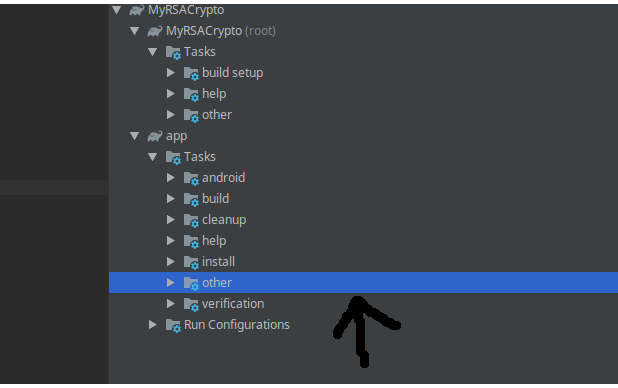 MyRSACrypto
MyRSACrypto (root)
Tasks
build setup
help
other
app
Tasks
android
build
cleanup
help
install
other
verification
Run Configurations